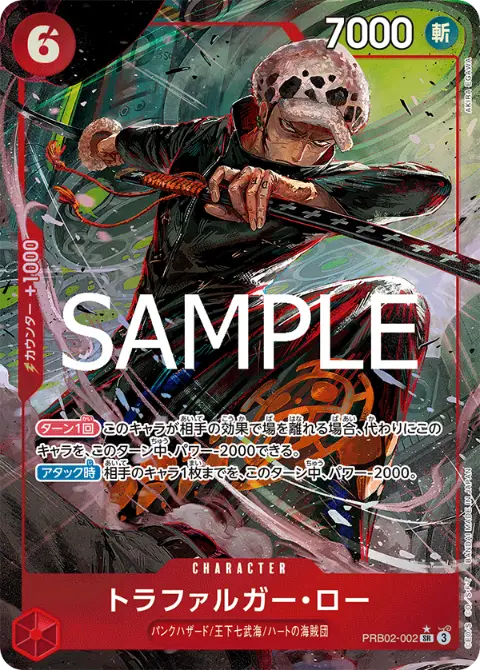 6
7000 斬
AKIRA EGAWA
カウンター +1000
SAMPLE
ターン1回 このキャラが相手の効果で場を離れる場合、代わりにこの
キャラを、このターン中、パワー-2000できる。
アタック時 相手のキャラ1枚までを、このターン中、パワー-2000。
CHARACTER
トラファルガー・ロー
パンクハザード/王下七武海/ハートの海賊団
PRB02-002 SR 3
BANDAI MADE IN JAPAN